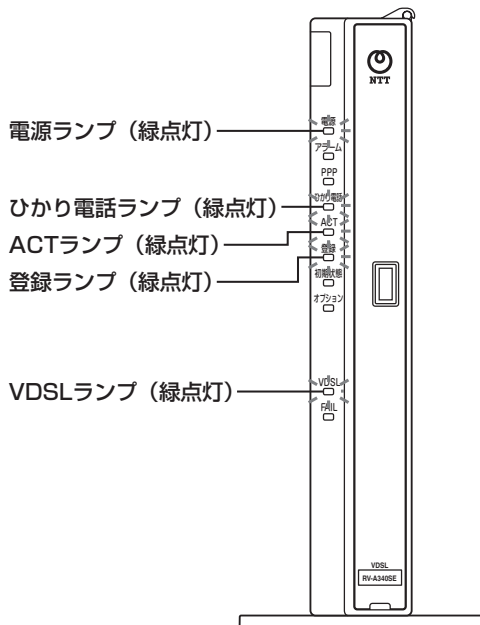 NTT
電源ランプ（緑点灯）
電源
アラーム
PPP
ひかり電話ランプ（緑点灯）
ひかり電話
ACTランプ（緑点灯）
ACT
登録ランプ（緑点灯）
登録
初期状態
オプション
VDSLランプ（緑点灯）
VDSL
FAIL
VDSL
RV-A340SE